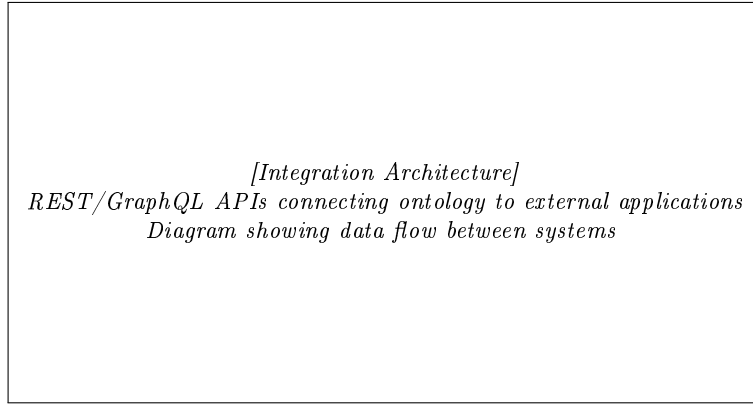 [Integration Architecture]
REST/GraphQL APIs connecting ontology to external applications
Diagram showing data flow between systems